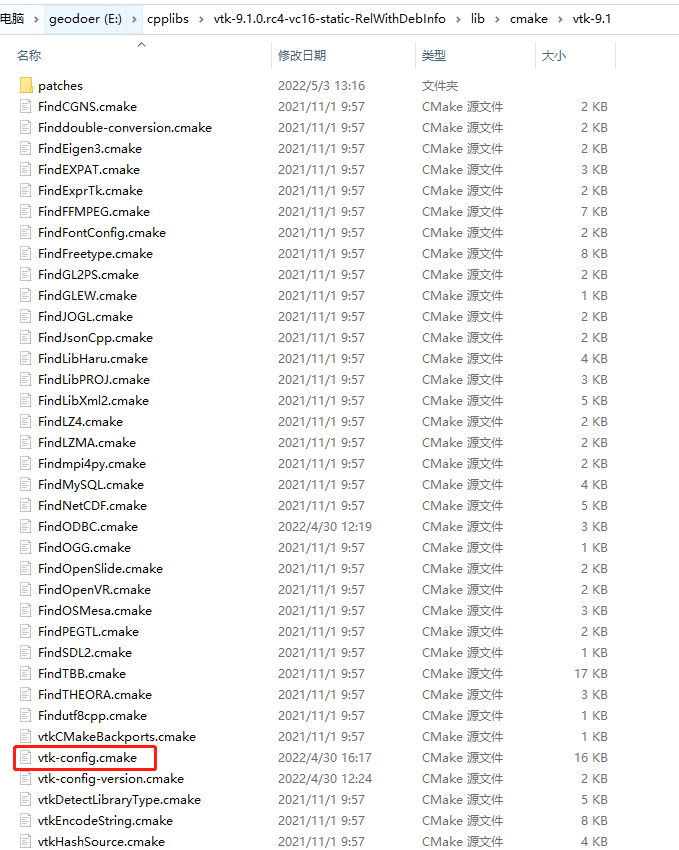 电脑 > geodoer (E:) > cpplibs > vtk-9.1.0.rc4-vc16-static-RelWithDebInfo > lib > cmake > vtk-9.1
名称 修改日期 类型 大小
patches 2022/5/3 13:16 文件夹
FindCGNS.cmake 2021/11/1 9:57 CMake 源文件 2 KB
Finddouble-conversion.cmake 2021/11/1 9:57 CMake 源文件 2 KB
FindEigen3.cmake 2021/11/1 9:57 CMake 源文件 2 KB
FindEXPAT.cmake 2021/11/1 9:57 CMake 源文件 3 KB
FindExprTk.cmake 2021/11/1 9:57 CMake 源文件 2 KB
FindFFMPEG.cmake 2021/11/1 9:57 CMake 源文件 7 KB
FindFontConfig.cmake 2021/11/1 9:57 CMake 源文件 2 KB
FindFreetype.cmake 2021/11/1 9:57 CMake 源文件 8 KB
FindGL2PS.cmake 2021/11/1 9:57 CMake 源文件 2 KB
FindGLEW.cmake 2021/11/1 9:57 CMake 源文件 1 KB
FindJOGL.cmake 2021/11/1 9:57 CMake 源文件 2 KB
FindJsonCpp.cmake 2021/11/1 9:57 CMake 源文件 2 KB
FindLibHaru.cmake 2021/11/1 9:57 CMake 源文件 4 KB
FindLibPROJ.cmake 2021/11/1 9:57 CMake 源文件 3 KB
FindLibXml2.cmake 2021/11/1 9:57 CMake 源文件 5 KB
FindLZ4.cmake 2021/11/1 9:57 CMake 源文件 2 KB
FindLZMA.cmake 2021/11/1 9:57 CMake 源文件 2 KB
Findmpi4py.cmake 2021/11/1 9:57 CMake 源文件 2 KB
FindMySQL.cmake 2021/11/1 9:57 CMake 源文件 4 KB
FindNetCDF.cmake 2021/11/1 9:57 CMake 源文件 5 KB
FindODBC.cmake 2022/4/30 12:19 CMake 源文件 3 KB
FindOGG.cmake 2021/11/1 9:57 CMake 源文件 1 KB
FindOpenSlide.cmake 2021/11/1 9:57 CMake 源文件 2 KB
FindOpenVR.cmake 2021/11/1 9:57 CMake 源文件 2 KB
FindOSMesa.cmake 2021/11/1 9:57 CMake 源文件 3 KB
FindPEGTL.cmake 2021/11/1 9:57 CMake 源文件 2 KB
FindSDL2.cmake 2021/11/1 9:57 CMake 源文件 1 KB
FindTBB.cmake 2021/11/1 9:57 CMake 源文件 17 KB
FindTHEORA.cmake 2021/11/1 9:57 CMake 源文件 3 KB
Findutf8cpp.cmake 2021/11/1 9:57 CMake 源文件 1 KB
vtkCMakeBackports.cmake 2021/11/1 9:57 CMake 源文件 1 KB
vtk-config.cmake 2022/4/30 16:17 CMake 源文件 16 KB
vtk-config-version.cmake 2022/4/30 12:24 CMake 源文件 2 KB
vtkDetectLibraryType.cmake 2021/11/1 9:57 CMake 源文件 5 KB
vtkEncodeString.cmake 2021/11/1 9:57 CMake 源文件 8 KB
vtkHashSource.cmake 2021/11/1 9:57 CMake 源文件 4 KB